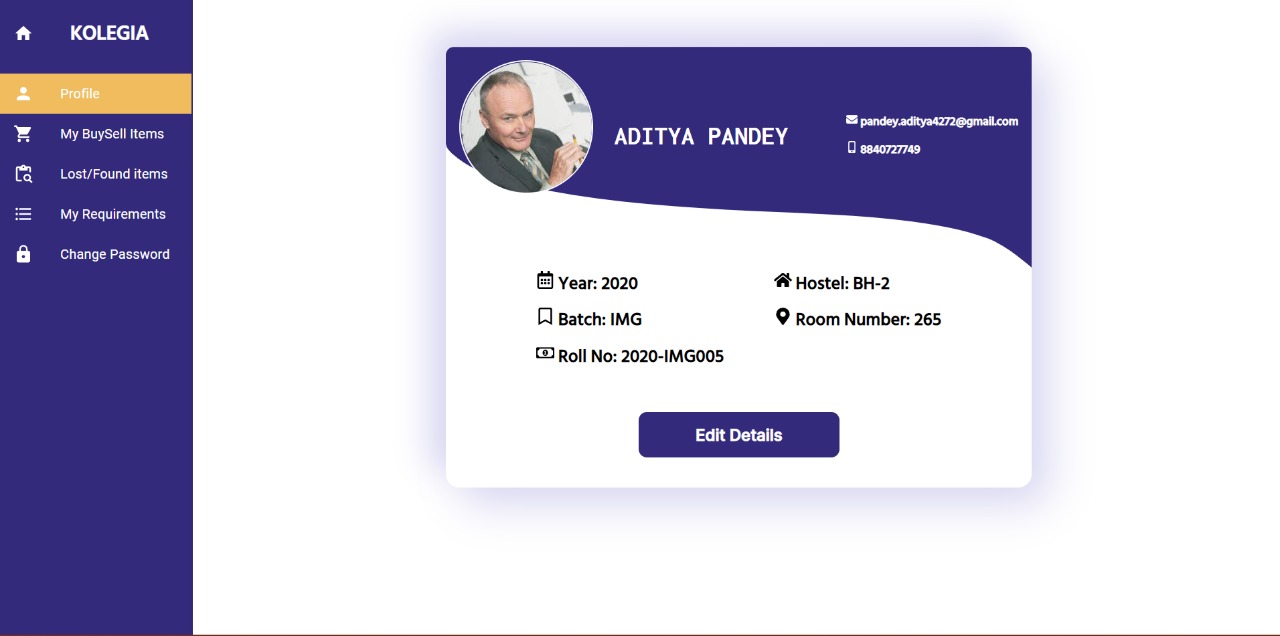 KOLEGIA
Profile
My BuySell Items
Lost/Found items
My Requirements
Change Password
ADITYA PANDEY
pandey.aditya4272@gmail.com
8840727749
Year: 2020
Hostel: BH-2
Batch: IMG
Room Number: 265
Roll No: 2020-IMG005
Edit Details